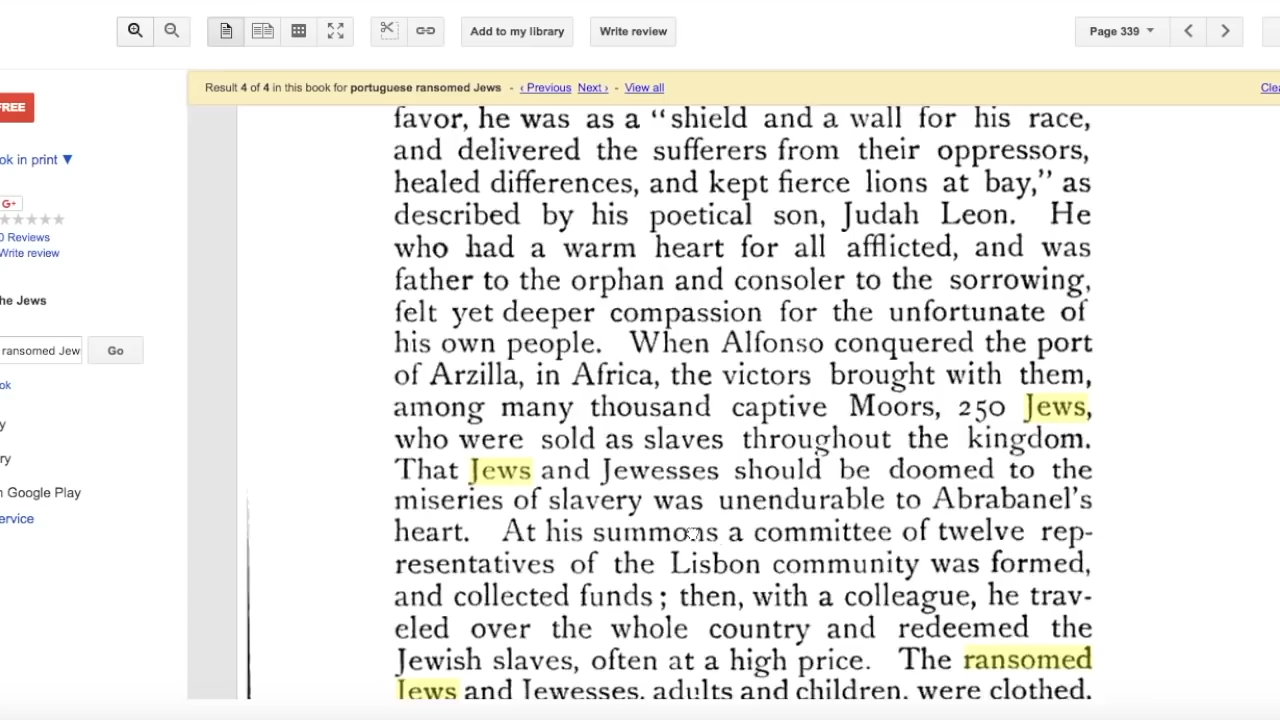 Add to my library
Write review
Page 339
Result 4 of 4 in this book for portuguese ransomed Jews - ‹ Previous Next › - View all
FREE
ok in print ▼
G+
0 Reviews
Write review
he Jews
ransomed Jew
Go
ok
y
ry
n Google Play
ervice
favor, he was as a “shield and a wall for his race,
and delivered the sufferers from their oppressors,
healed differences, and kept fierce lions at bay,” as
described by his poetical son, Judah Leon. He
who had a warm heart for all afflicted, and was
father to the orphan and consoler to the sorrowing,
felt yet deeper compassion for the unfortunate of
his own people. When Alfonso conquered the port
of Arzilla, in Africa, the victors brought with them,
among many thousand captive Moors, 250 Jews,
who were sold as slaves throughout the kingdom.
That Jews and Jewesses should be doomed to the
miseries of slavery was unendurable to Abrabanel’s
heart. At his summons a committee of twelve rep-
resentatives of the Lisbon community was formed,
and collected funds; then, with a colleague, he trav-
eled over the whole country and redeemed the
Jewish slaves, often at a high price. The ransomed
Jews and Jewesses, adults and children, were clothed,